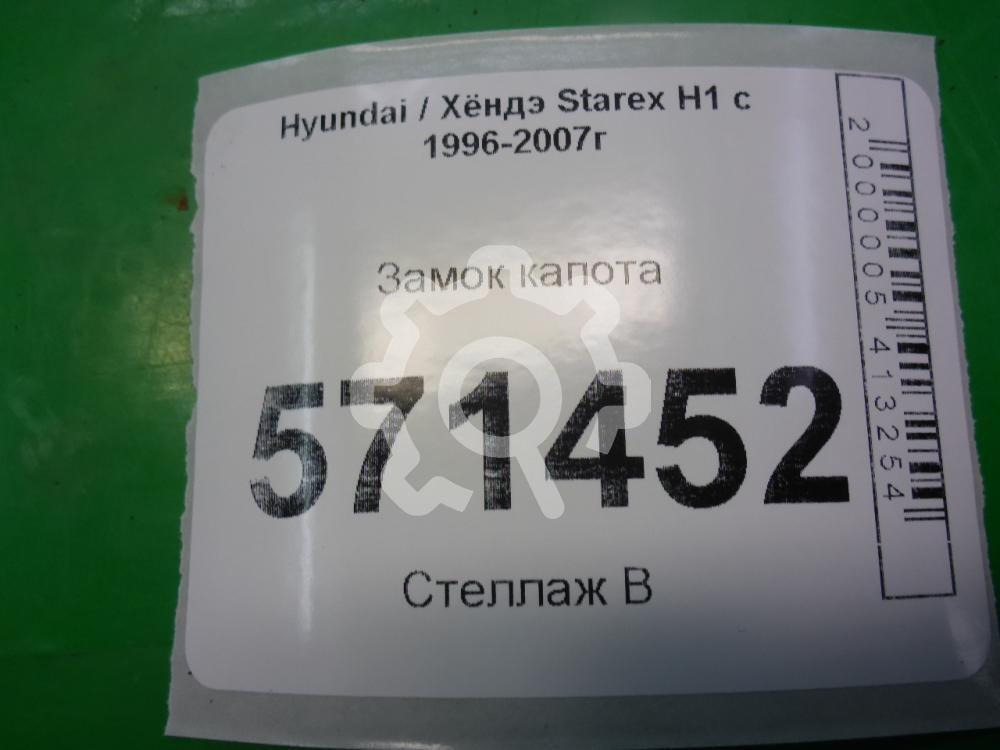 Hyundai / Хёндэ Starex H1 с
1996-2007г
Замок капота
571452
Стеллаж В
2000005413254